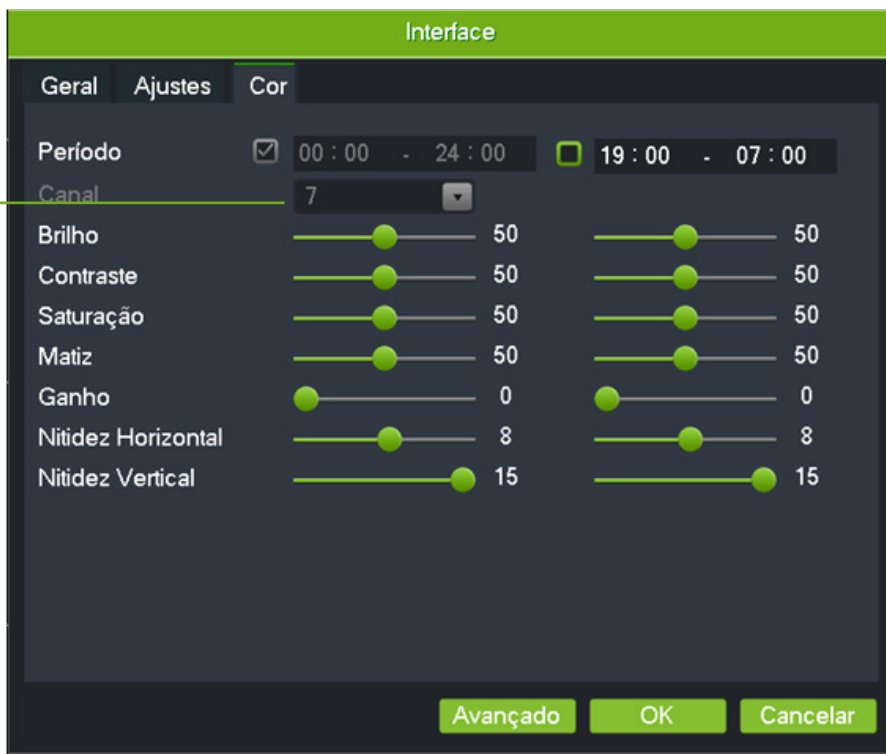 Interface
Geral Ajustes Cor
Período 00:00 - 24:00 19:00 - 07:00
Canal 7
Brilho 50 50
Contraste 50 50
Saturação 50 50
Matiz 50 50
Ganho 0 0
Nitidez Horizontal 8 8
Nitidez Vertical 15 15
Avançado OK Cancelar